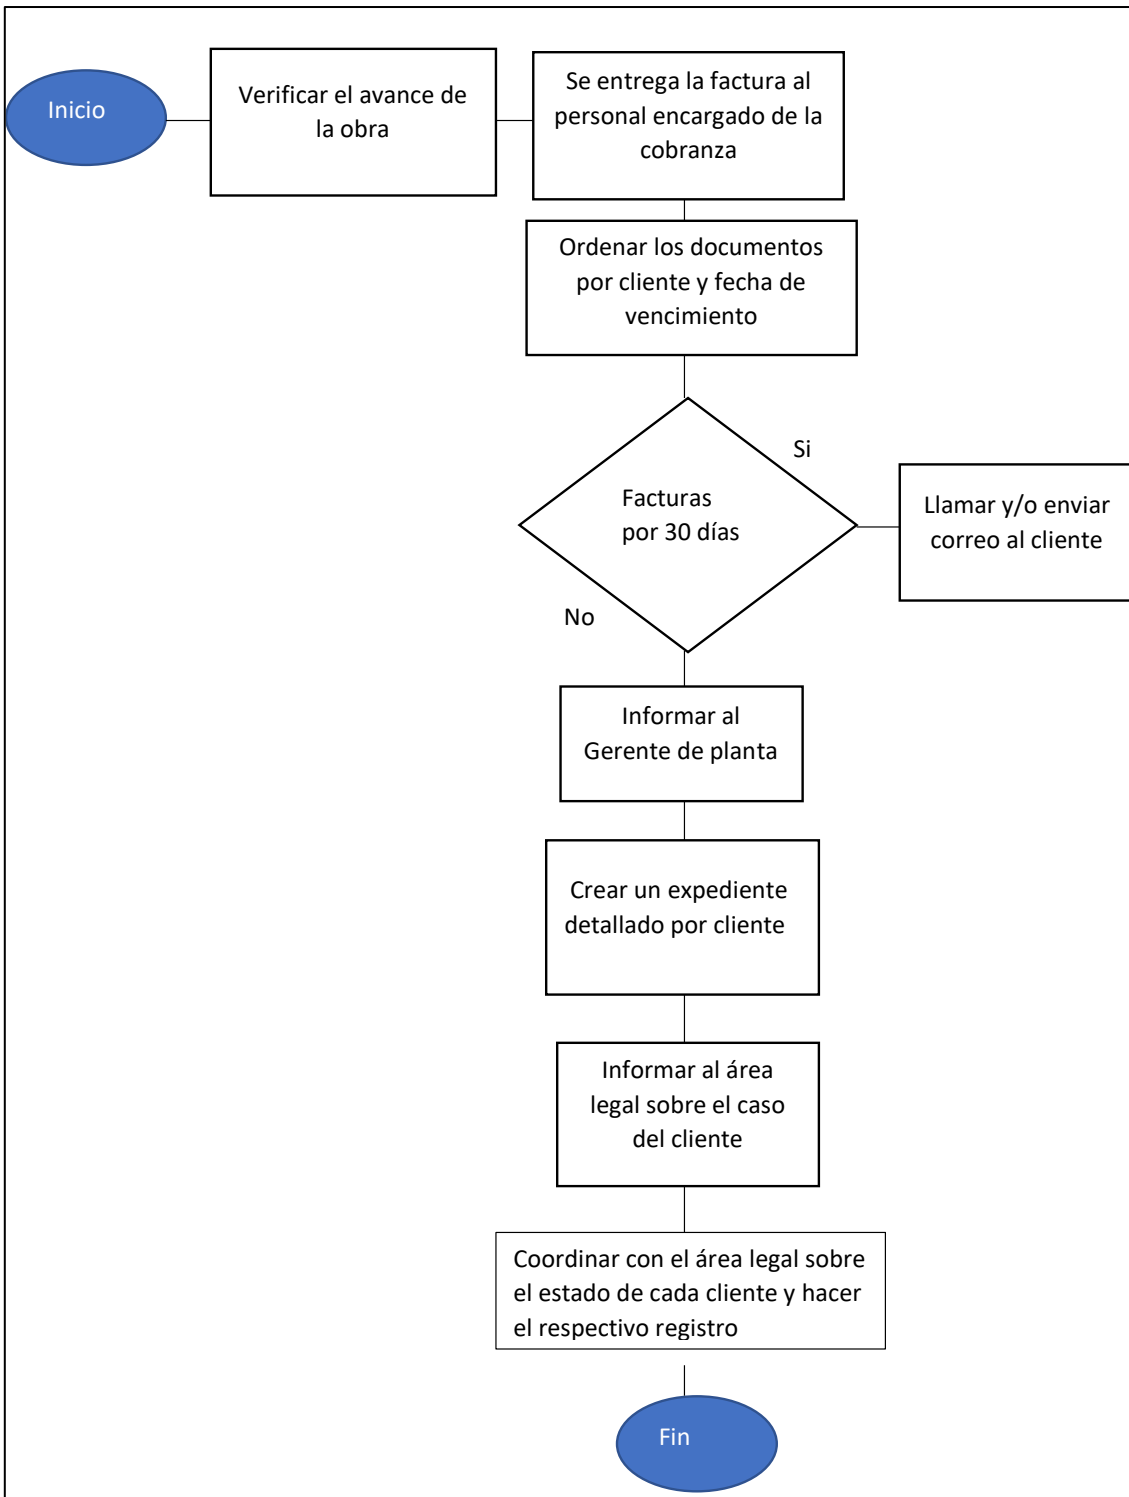 Inicio
Verificar el avance de
la obra
Se entrega la factura al
personal encargado de la
cobranza
Ordenar los documentos
por cliente y fecha de
vencimiento
Si
Facturas
por 30 días
Llamar y/o enviar
correo al cliente
No
Informar al
Gerente de planta
Crear un expediente
detallado por cliente
Informar al área
legal sobre el caso
del cliente
Coordinar con el área legal sobre
el estado de cada cliente y hacer
el respectivo registro
Fin